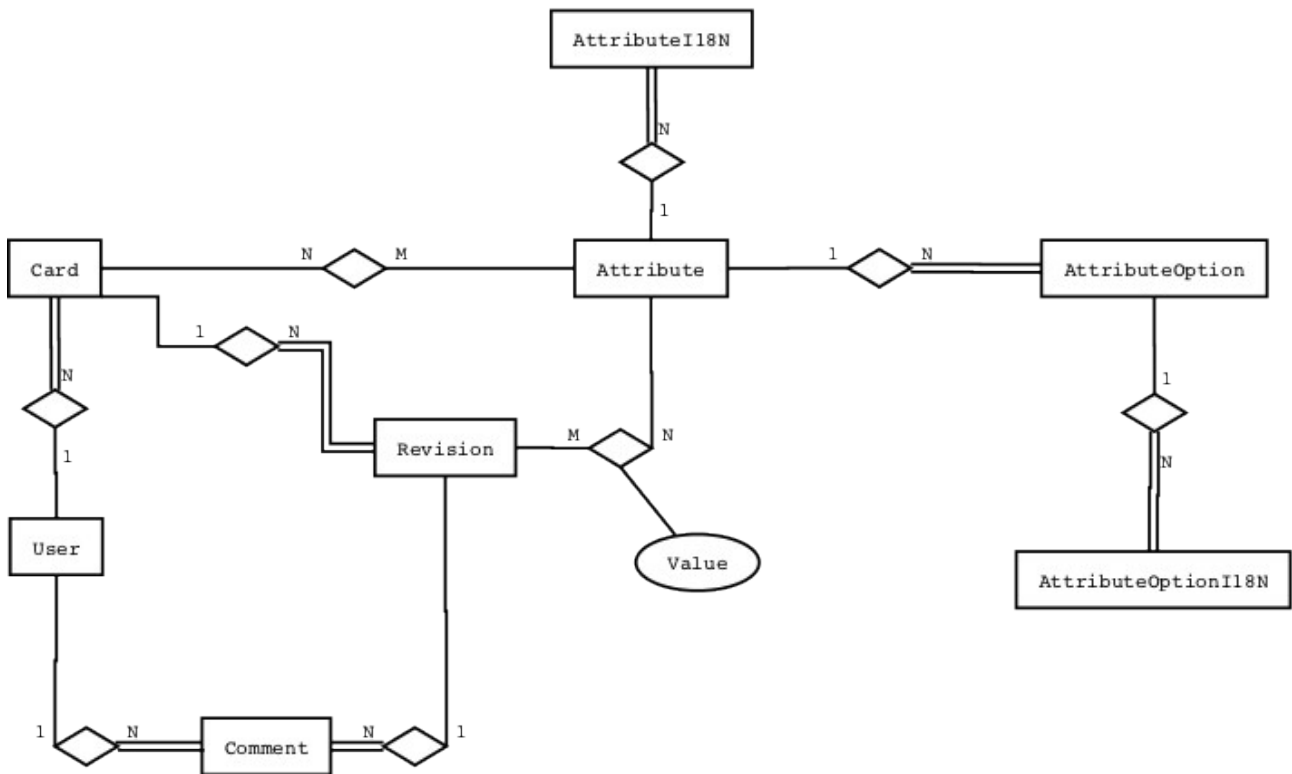 AttributeI18N
N
1
Card
N
M
Attribute
1
N
AttributeOption
1
N
N
1
1
Revision
M
N
N
User
Value
AttributeOptionI18N
1
N
Comment
N
1